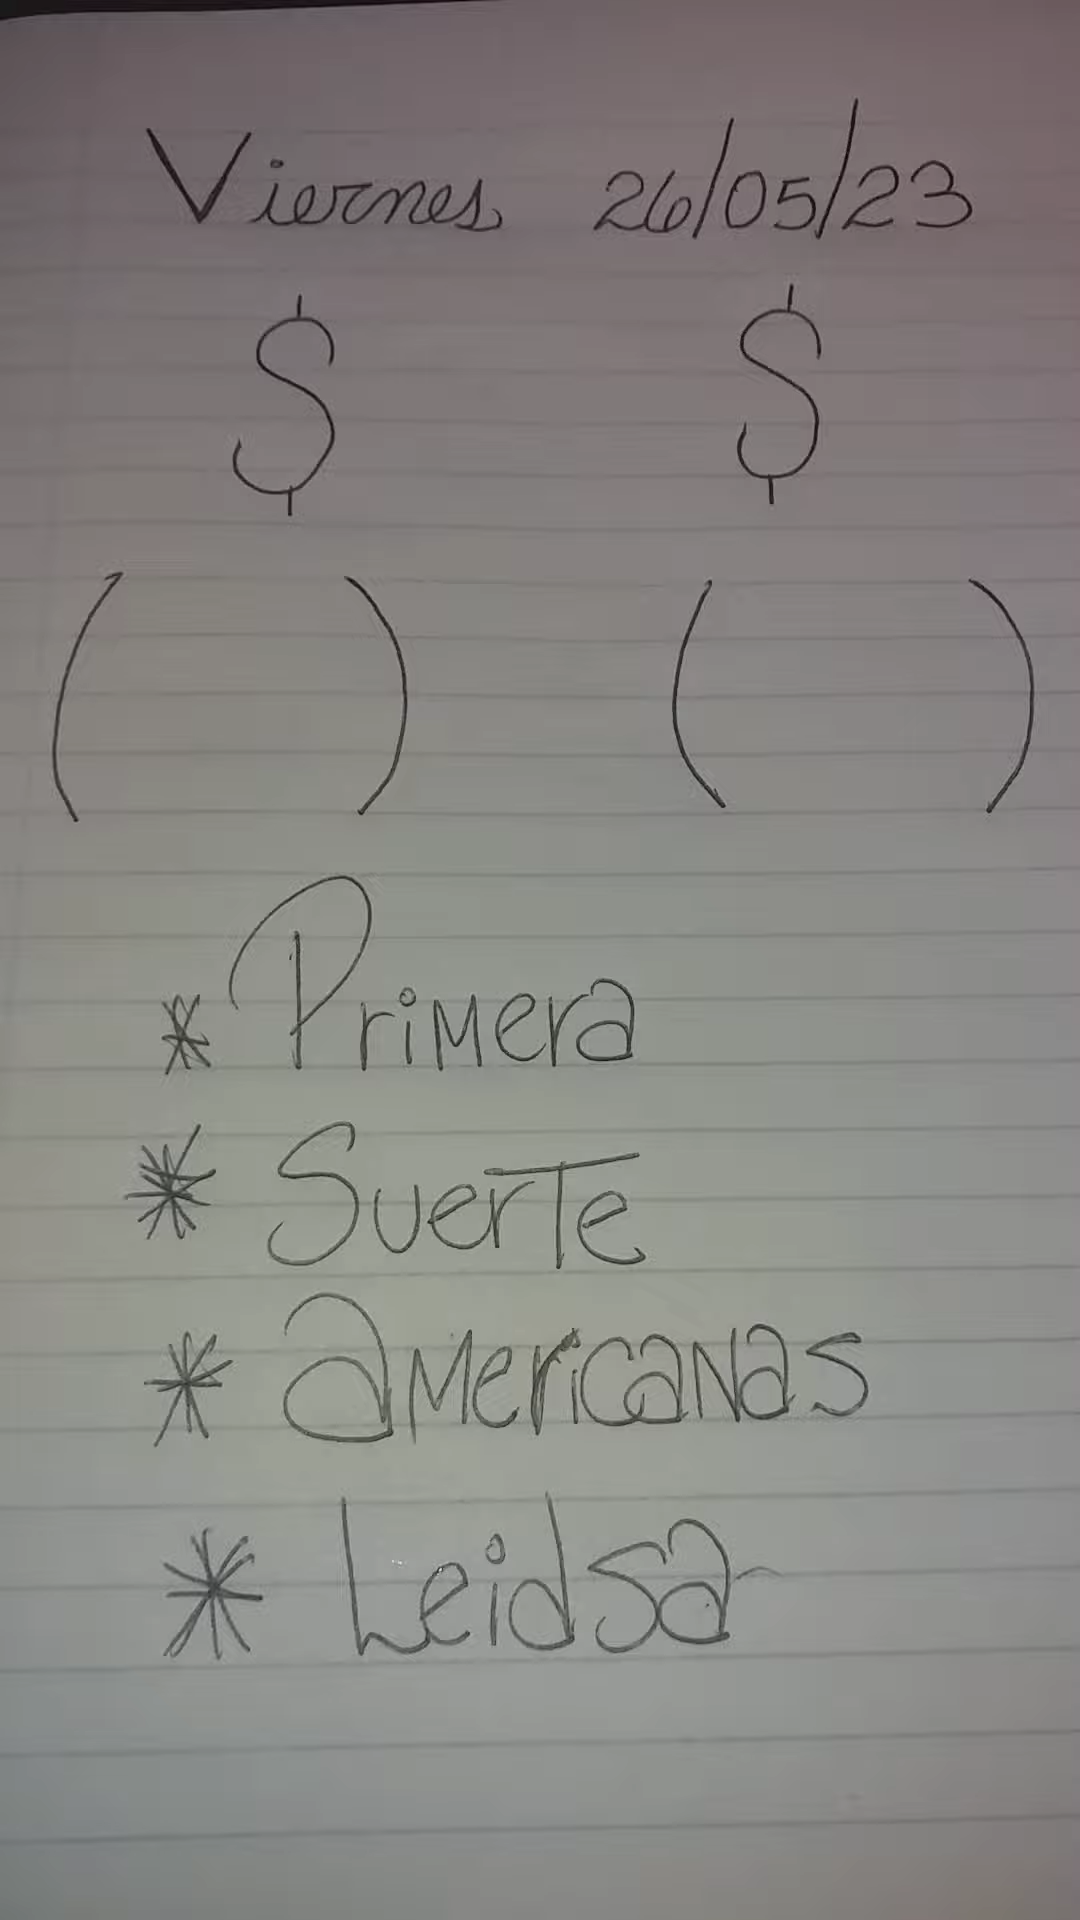 Viernes 26/05/23
$ $
( ) ( )
* Primera
* Suerte
* Americanas
* Leidsa